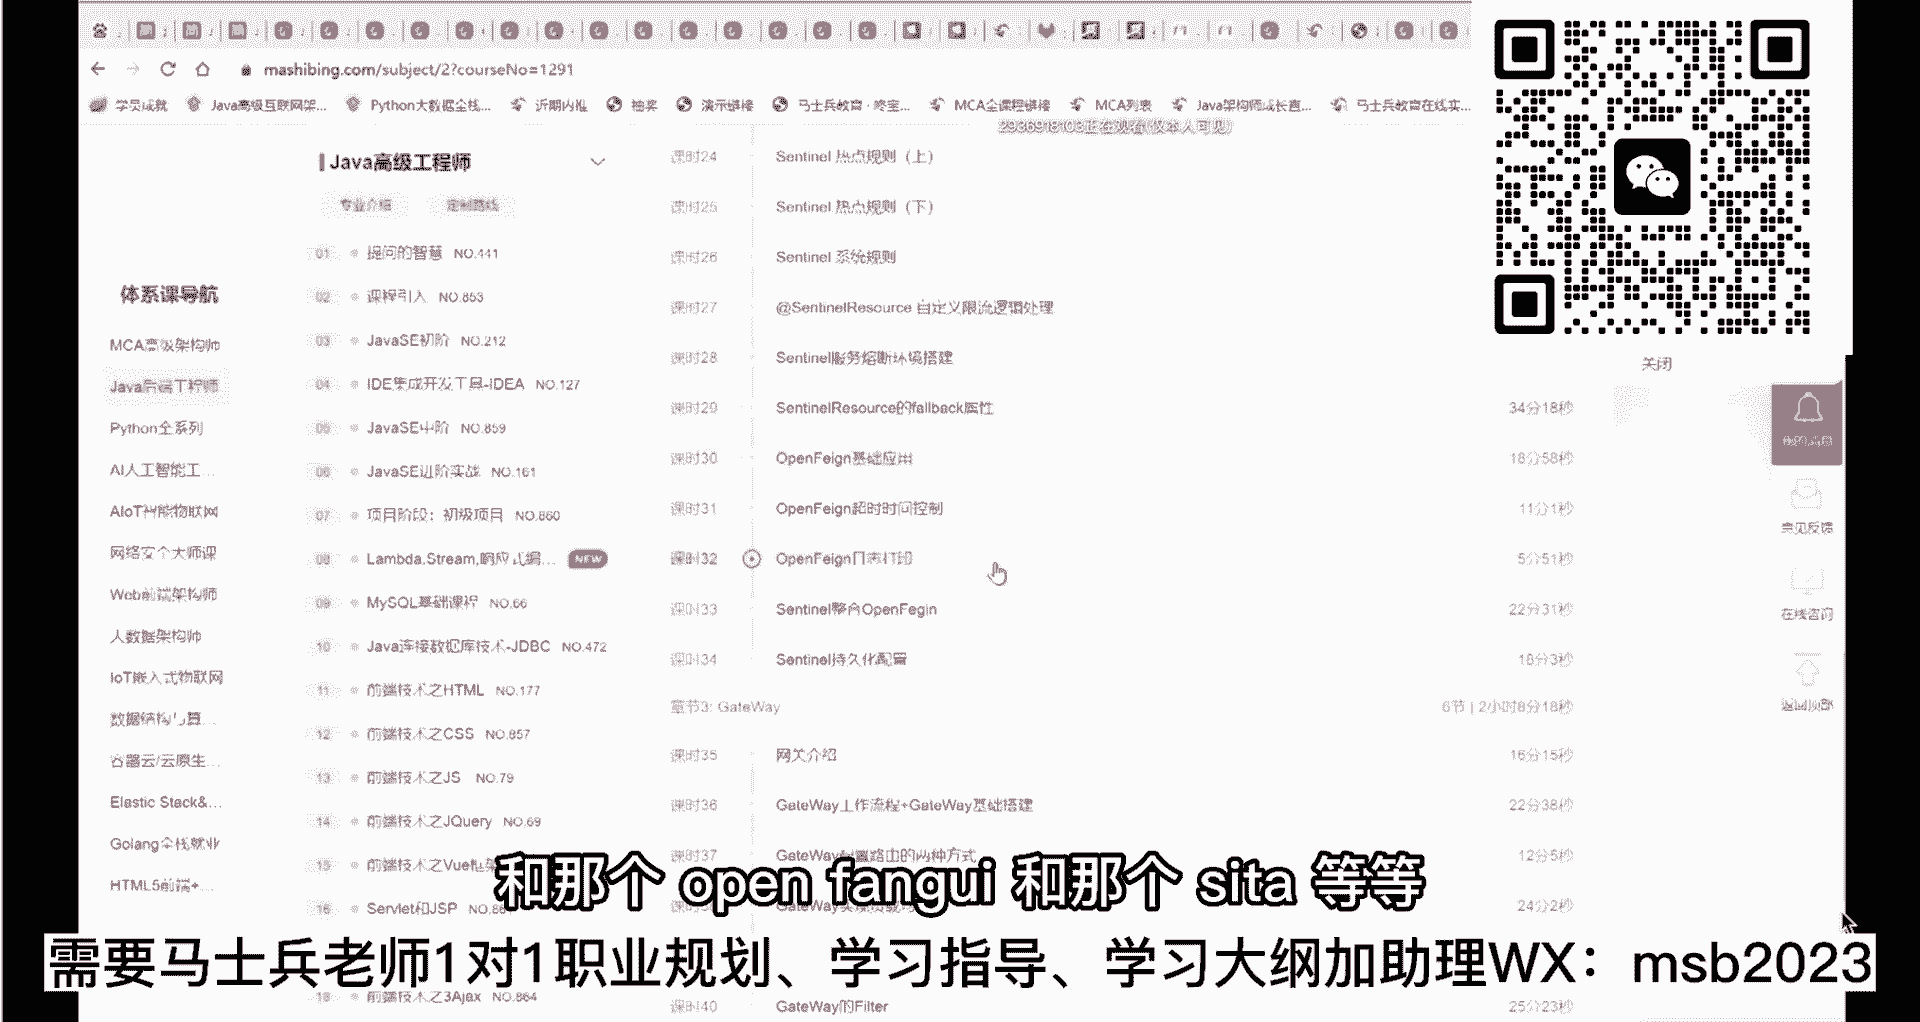 mashibing.com/subject/2?courseNo=1291
学员成就 Java高级互联网架... Python大数据全栈... 近期内推 抽奖 演示链接 马士兵教育 · 咚宝... MCA全课程链接 MCA列表 Java架构师成长直... 马士兵教育在线实...
2936918103正在观看(仅本人可见)
体系课导航
MCA高级架构师
Java后端工程师
Python全系列
AI人工智能工...
AIoT智能物联网
网络安全大师课
Web前端架构师
大数据架构师
IoT嵌入式物联网
数据结构与算...
容器云/云原生...
Elastic Stack&...
Golang全栈就业
HTML5前端+...
Java高级工程师
专业介绍 定制路线
01 提问的智慧 NO.441
02 课程引入 NO.853
03 JavaSE初阶 NO.212
04 IDE集成开发工具-IDEA NO.127
05 JavaSE中阶 NO.859
06 JavaSE进阶实战 NO.161
07 项目阶段：初级项目 NO.860
08 Lambda,Stream,响应式编... NEW
09 MySQL基础课程 NO.66
10 Java连接数据库技术-JDBC NO.472
11 前端技术之HTML NO.177
12 前端技术之CSS NO.857
13 前端技术之JS NO.79
14 前端技术之JQuery NO.69
15 前端技术之Vue框架
16 Servlet和JSP
18 前端技术之Ajax NO.864
课时24 Sentinel 热点规则（上）
课时25 Sentinel 热点规则（下）
课时26 Sentinel 系统规则
课时27 @SentinelResource 自定义限流逻辑处理
课时28 Sentinel服务熔断环境搭建
课时29 SentinelResource的fallback属性 34分18秒
课时30 OpenFeign基础应用 18分58秒
课时31 OpenFeign超时时间控制 11分1秒
课时32 OpenFeign日志打印 5分51秒
课时33 Sentinel整合OpenFegin 22分31秒
课时34 Sentinel持久化配置 18分3秒
章节3: GateWay 6节 | 2小时8分18秒
课时35 网关介绍 16分15秒
课时36 GateWay工作流程+GateWay基础搭建 22分38秒
课时37 GateWay配置路由的两种方式 12分5秒
GateWay 24分2秒
课时40 GateWay的Filter 25分23秒
关闭
意见反馈
在线咨询
返回顶部
和那个 open fangui 和那个 sita 等等
需要马士兵老师1对1职业规划、学习指导、学习大纲加助理WX：msb2023